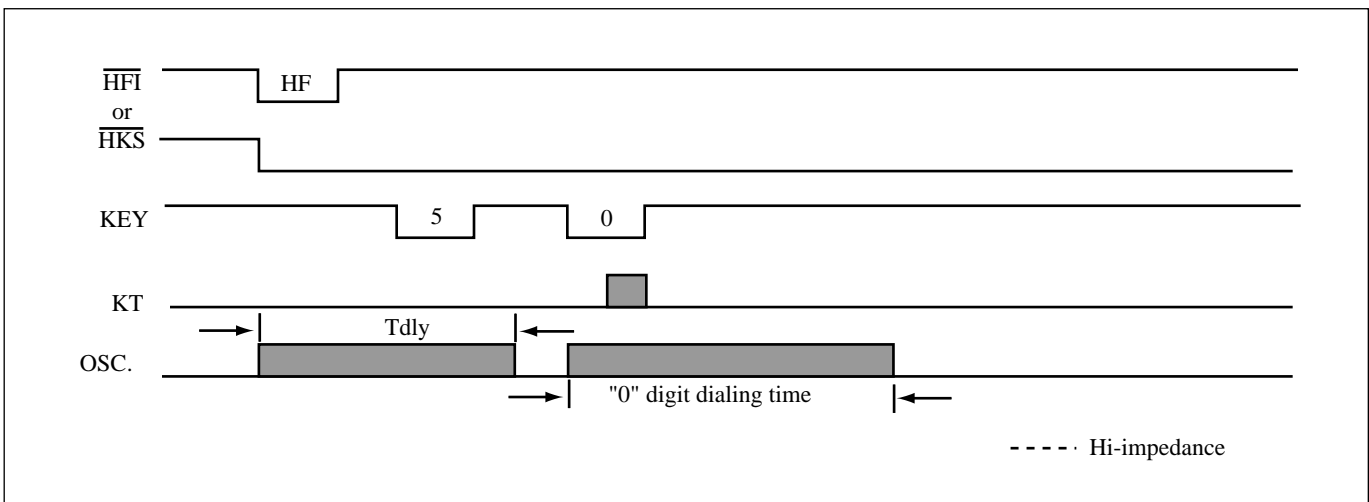 HFI HF
or
HKS
KEY 5 0
KT
Tdly
OSC.
"0" digit dialing time
Hi-impedance